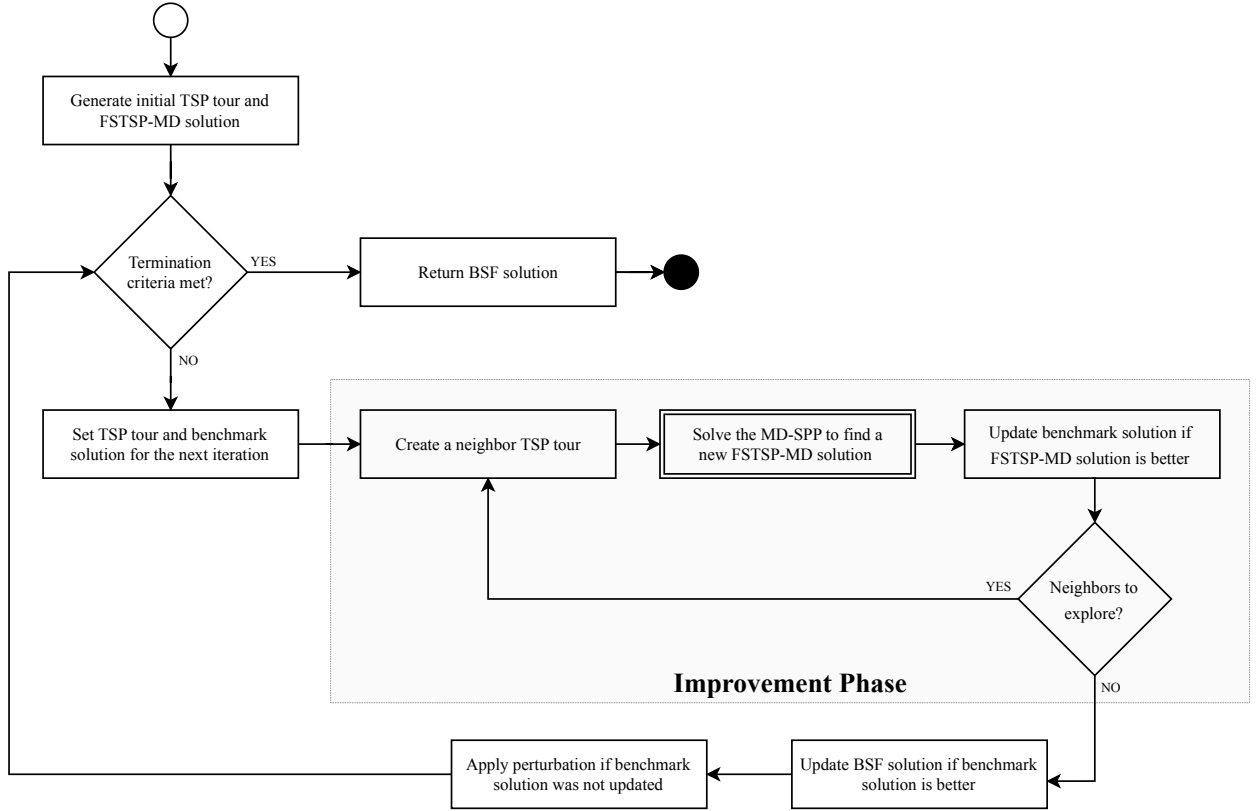 Generate initial TSP tour and
FSTSP-MD solution
Termination
criteria met?
YES
Return BSF solution
NO
Set TSP tour and benchmark
solution for the next iteration
Create a neighbor TSP tour
Solve the MD-SPP to find a
new FSTSP-MD solution
Update benchmark solution if
FSTSP-MD solution is better
Neighbors to
explore?
YES
NO
Improvement Phase
Update BSF solution if benchmark
solution is better
Apply perturbation if benchmark
solution was not updated